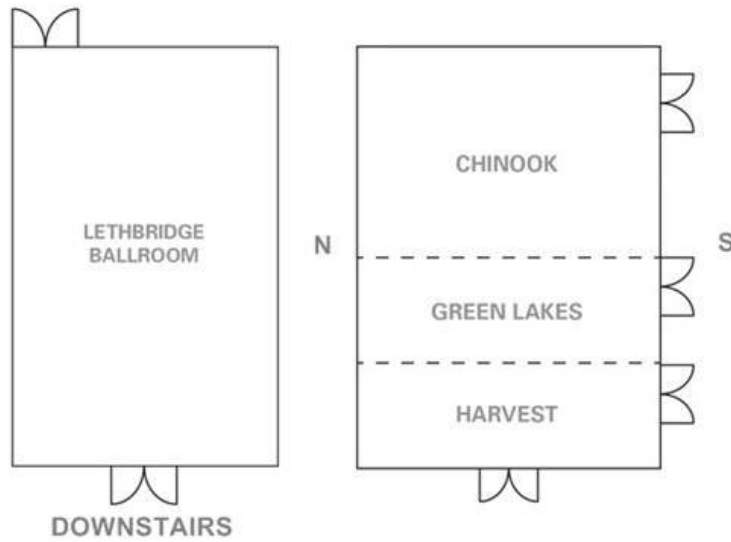 LETHBRIDGE
BALLROOM
DOWNSTAIRS
N
CHINOOK
GREEN LAKES
HARVEST
S